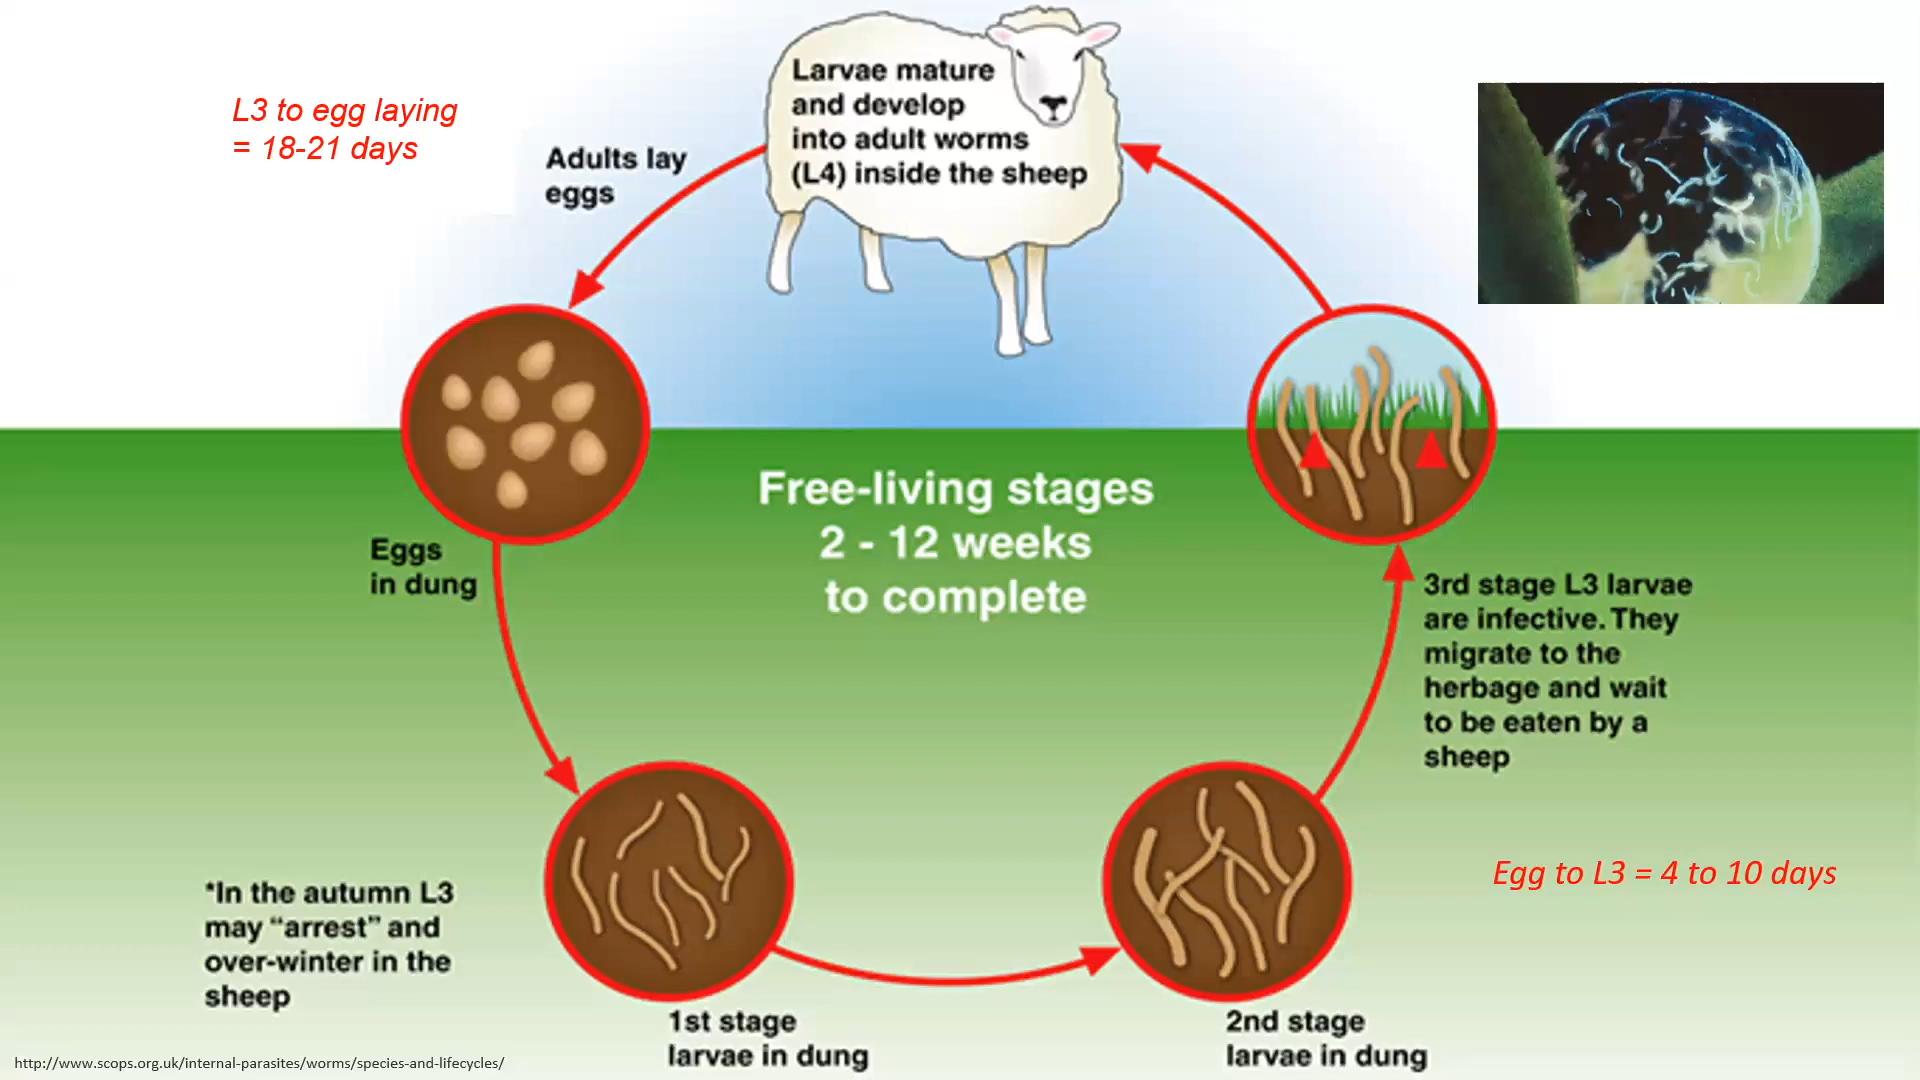 Larvae mature
and develop
into adult worms
(L4) inside the sheep
L3 to egg laying
= 18-21 days
Adults lay
eggs
Eggs
in dung
Free-living stages
2 - 12 weeks
to complete
3rd stage L3 larvae
are infective. They
migrate to the
herbage and wait
to be eaten by a
sheep
Egg to L3 = 4 to 10 days
*In the autumn L3
may “arrest” and
over-winter in the
sheep
1st stage
larvae in dung
2nd stage
larvae in dung
http://www.scops.org.uk/internal-parasites/worms/species-and-lifecycles/